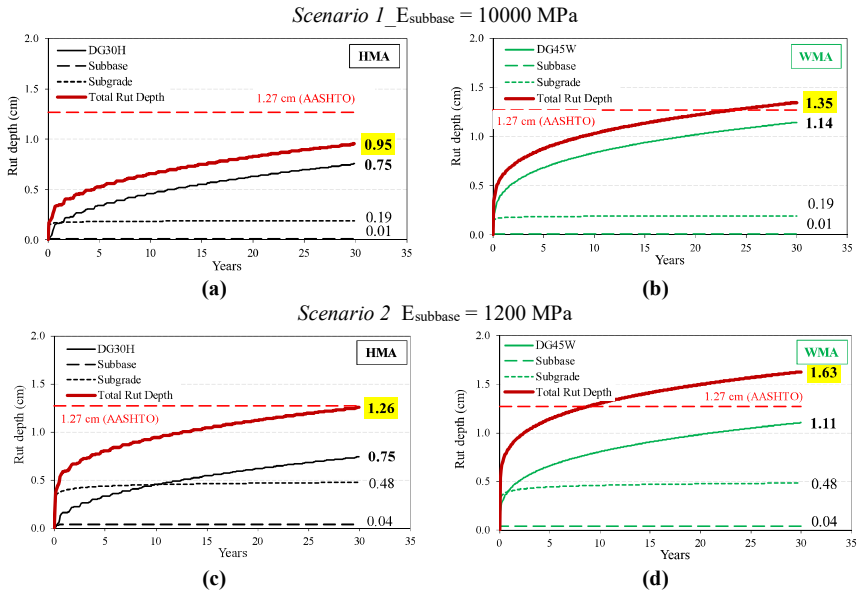 Scenario 1_Esubbase = 10000 MPa
2.0
1.5
1.0
0.5
0.0
Rut depth (cm)
DG30H
Subbase
Subgrade
Total Rut Depth
HMA
1.27 cm (AASHTO)
0.95
0.75
0.19
0.01
0 5 10 15 20 25 30 35
Years
(a)
2.0
1.5
1.0
0.5
0.0
Rut depth (cm)
DG45W
Subbase
Subgrade
Total Rut Depth
WMA
1.27 cm (AASHTO)
1.35
1.14
0.19
0.01
0 5 10 15 20 25 30 35
Years
(b)
Scenario 2 Esubbase = 1200 MPa
2.0
1.5
1.0
0.5
0.0
Rut depth (cm)
DG30H
Subbase
Subgrade
Total Rut Depth
HMA
1.27 cm (AASHTO)
1.26
0.75
0.48
0.04
0 5 10 15 20 25 30 35
Years
(c)
2.0
1.5
1.0
0.5
0.0
Rut depth (cm)
DG45W
Subbase
Subgrade
Total Rut Depth
WMA
1.27 cm (AASHTO)
1.63
1.11
0.48
0.04
0 5 10 15 20 25 30 35
Years
(d)